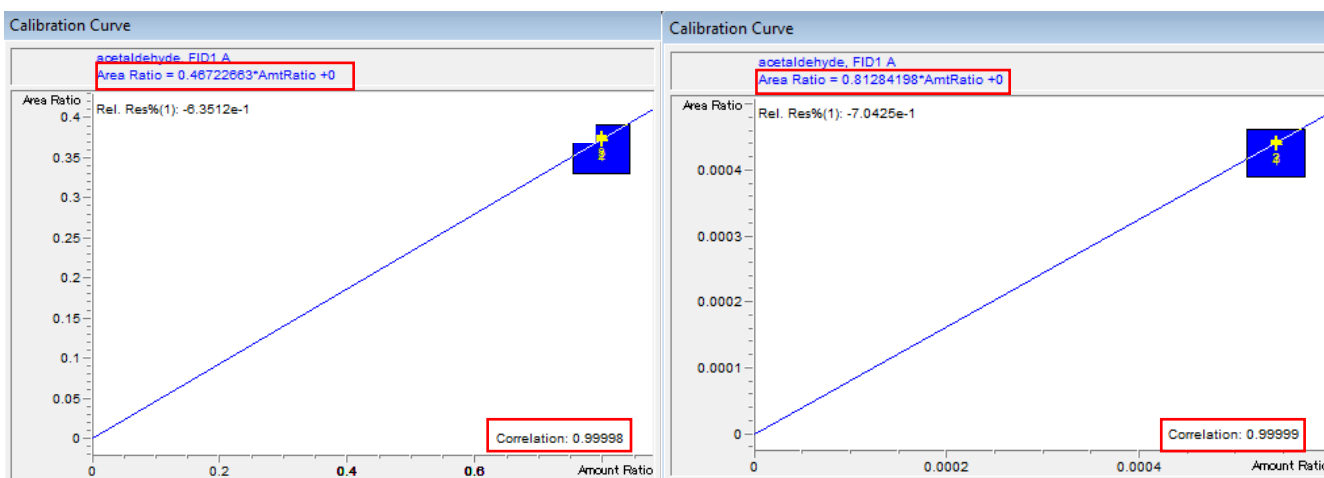 Calibration Curve
acetaldehyde, FID1 A
Area Ratio = 0.46722663*AmtRatio +0
Area Ratio
Rel. Res%(1): -6.3512e-1
0.4
0.35
0.3
0.25
0.2
0.15
0.1
0.05
0
Correlation: 0.99998
0 0.2 0.4 0.6 Amount Ratio
Calibration Curve
acetaldehyde, FID1 A
Area Ratio = 0.81284198*AmtRatio +0
Area Ratio
Rel. Res%(1): -7.0425e-1
0.0004
0.0003
0.0002
0.0001
0
Correlation: 0.99999
0 0.0002 0.0004 Amount Ratio